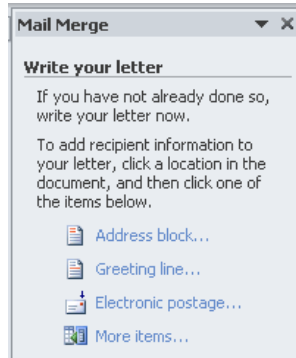 Mail Merge
Write your letter
If you have not already done so,
write your letter now.
To add recipient information to
your letter, click a location in the
document, and then click one of
the items below.
Address block...
Greeting line...
Electronic postage...
More items...